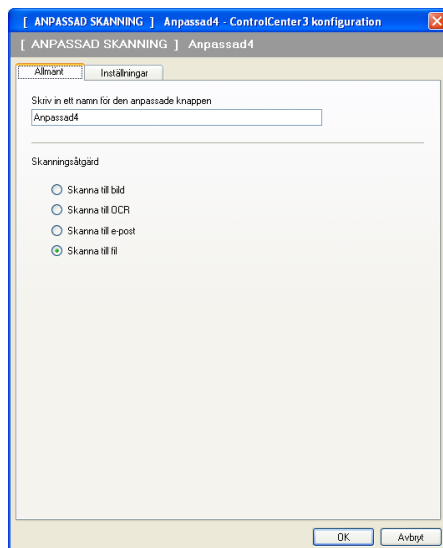 [ ANPASSAD SKANNING ] Anpassad4 - ControlCenter3 konfiguration
[ ANPASSAD SKANNING ] Anpassad4
Allmänt Inställningar
Skriv in ett namn för den anpassade knappen
Anpassad4
Skanningsåtgärd
Skanna till bild
Skanna till OCR
Skanna till e-post
Skanna till fil
OK Avbryt